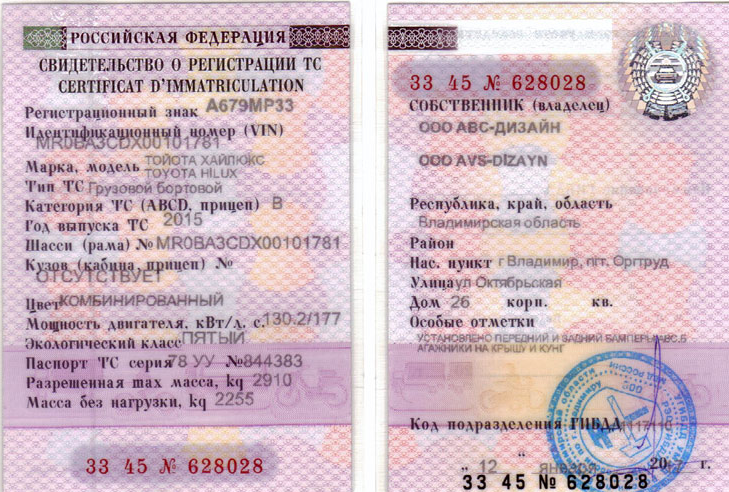 РОССИЙСКАЯ ФЕДЕРАЦИЯ
СВИДЕТЕЛЬСТВО О РЕГИСТРАЦИИ ТС
CERTIFICAT D'IMMATRICULATION
Регистрационный знак А679МР33
Идентификационный номер (VIN)
MR0BA3CDX00101781
Марка, модель ТОЙОТА ХАЙЛЮКС
TOYOTA HILUX
Тип ТС Грузовой бортовой
Категория ТС (ABCD, прицеп) B
Год выпуска ТС 2015
Шасси (рама) № MR0BA3CDX00101781
Кузов (кабина, прицеп) №
ОТСУТСТВУЕТ
Цвет КОМБИНИРОВАННЫЙ
Мощность двигателя, кВт/л. с. 130.2/177
Экологический класс ПЯТЫЙ
Паспорт ТС серия 78 УУ №844383
Разрешенная max масса, kg 2910
Масса без нагрузки, kg 2255
33 45 № 628028
33 45 № 628028
СОБСТВЕННИК (владелец)
ООО АВС-ДИЗАЙН
OOO AVS-DIZAYN
Республика, край, область
Владимирская область
Район
Нас. пункт г Владимир, пгт. Оргтруд
Улица ул Октябрьская
Дом 26 корп. кв.
Особые отметки
УСТАНОВЛЕНО ПЕРЕДНИЙ И ЗАДНИЙ БАМПЕРЫ АВС,Б
АГАЖНИКИ НА КРЫШУ И КУНГ
Код подразделения ГИБДД 1117110
" 12 " января 2017 г.
33 45 № 628028